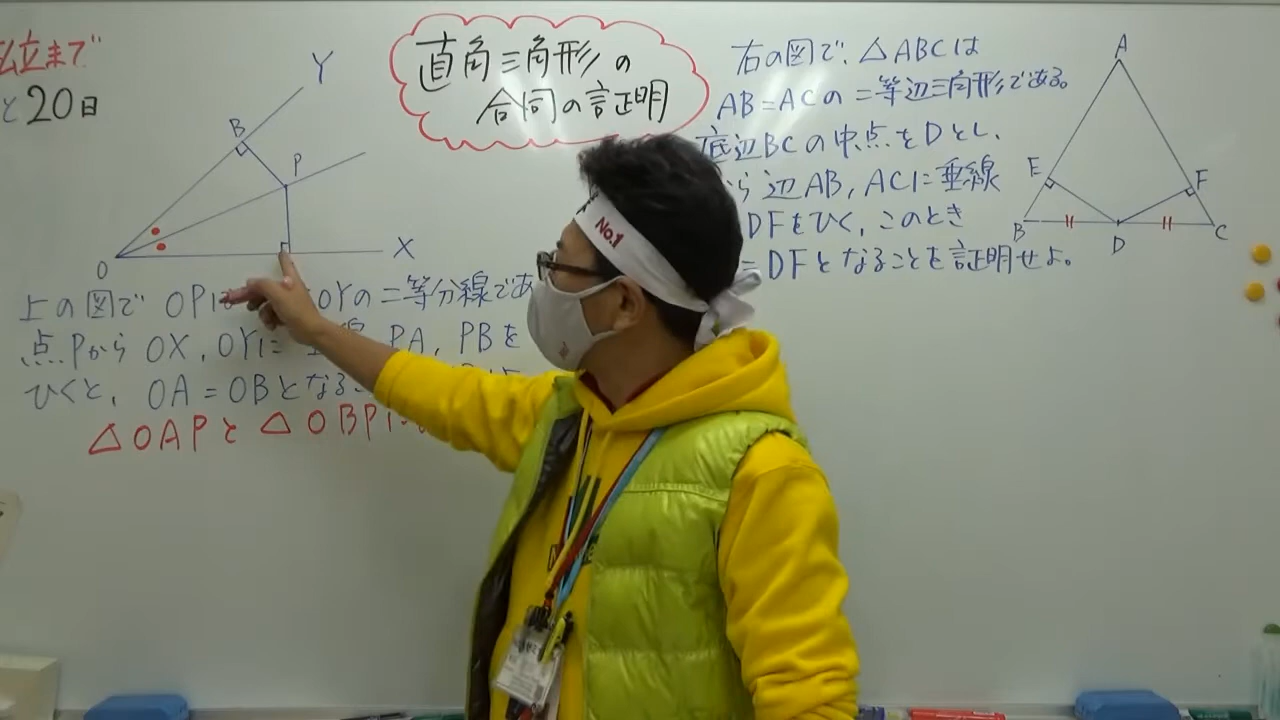 私立まで
と20日
直角三角形の
合同の証明
Y
B
P
X
O
上の図で OPは OYの二等分線であ
点Pから OX, OYに垂線 PA, PBを
ひくと, OA=OBとなるこ
△OAPと△OBPに
No.1
右の図で、△ABCは
AB=ACの二等辺三角形である。
底辺BCの中点をDとし、
ら 辺AB, ACに垂線
DFをひく、このとき
=DFとなることを証明せよ。
A
E
F
B
D
C